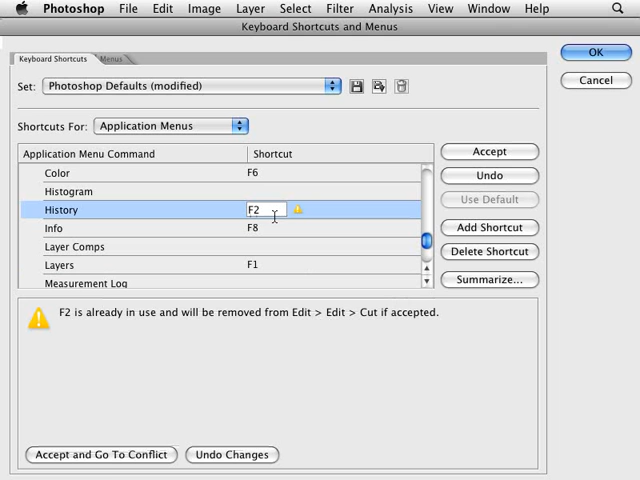 Photoshop File Edit Image Layer Select Filter Analysis View Window Help
Keyboard Shortcuts and Menus
Keyboard Shortcuts Menus
OK
Set: Photoshop Defaults (modified)
Cancel
Shortcuts For: Application Menus
Application Menu Command Shortcut
Accept
Color F6
Undo
Histogram
Use Default
History F2
Info F8
Add Shortcut
Layer Comps
Delete Shortcut
Layers F1
Measurement Log
Summarize...
F2 is already in use and will be removed from Edit > Edit > Cut if accepted.
Accept and Go To Conflict Undo Changes